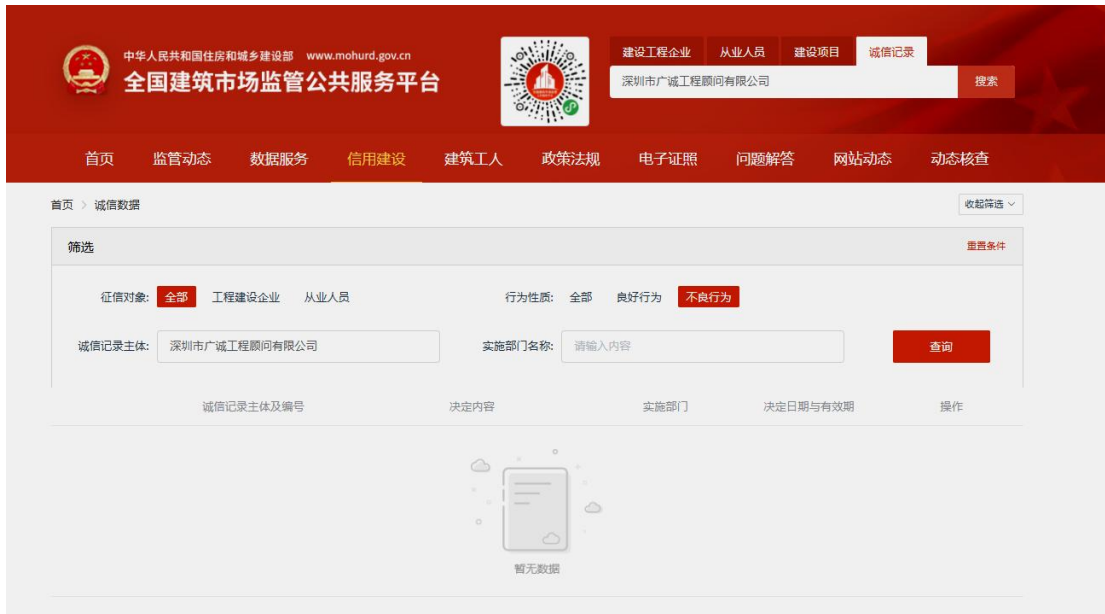 中华人民共和国住房和城乡建设部 www.mohurd.gov.cn
全国建筑市场监管公共服务平台
建设工程企业 从业人员 建设项目 诚信记录
深圳市广诚工程顾问有限公司 搜索
首页 监管动态 数据服务 信用建设 建筑工人 政策法规 电子证照 问题解答 网站动态 动态核查
首页 > 诚信数据 收起筛选
筛选 重置条件
征信对象: 全部 工程建设企业 从业人员 行为性质: 全部 良好行为 不良行为
诚信记录主体: 深圳市广诚工程顾问有限公司 实施部门名称: 请输入内容 查询
诚信记录主体及编号 决定内容 实施部门 决定日期与有效期 操作
暂无数据